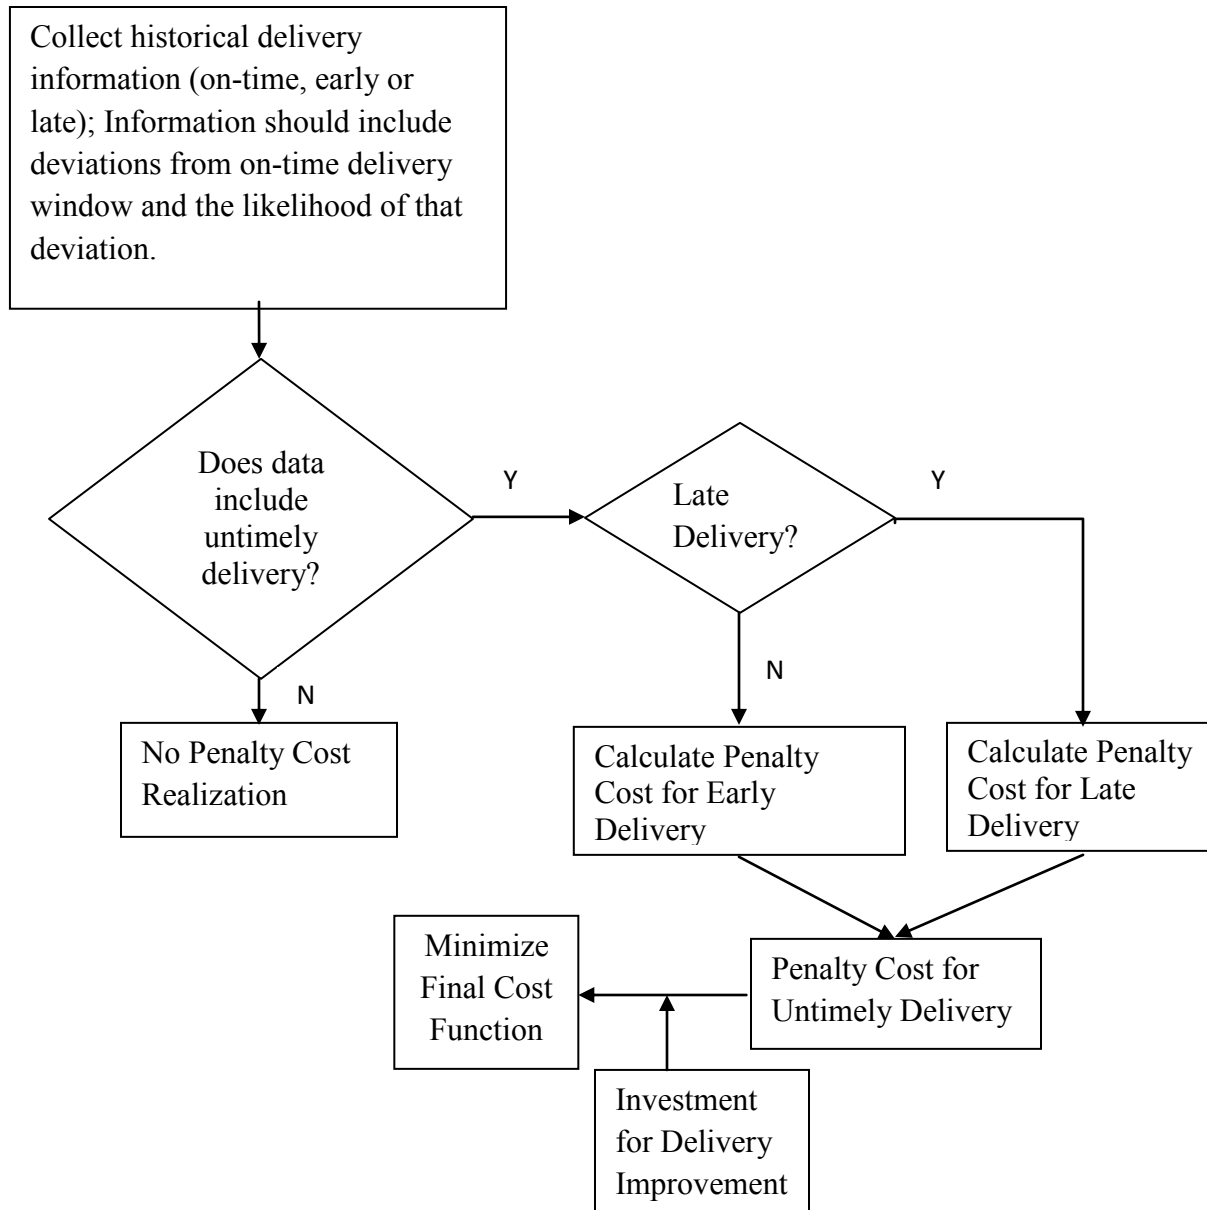 Collect historical delivery
information (on-time, early or
late); Information should include
deviations from on-time delivery
window and the likelihood of that
deviation.
Does data
include
untimely
delivery?
Y
Late
Delivery?
Y
N
N
No Penalty Cost
Realization
Calculate Penalty
Cost for Early
Delivery
Calculate Penalty
Cost for Late
Delivery
Minimize
Final Cost
Function
Penalty Cost for
Untimely Delivery
Investment
for Delivery
Improvement